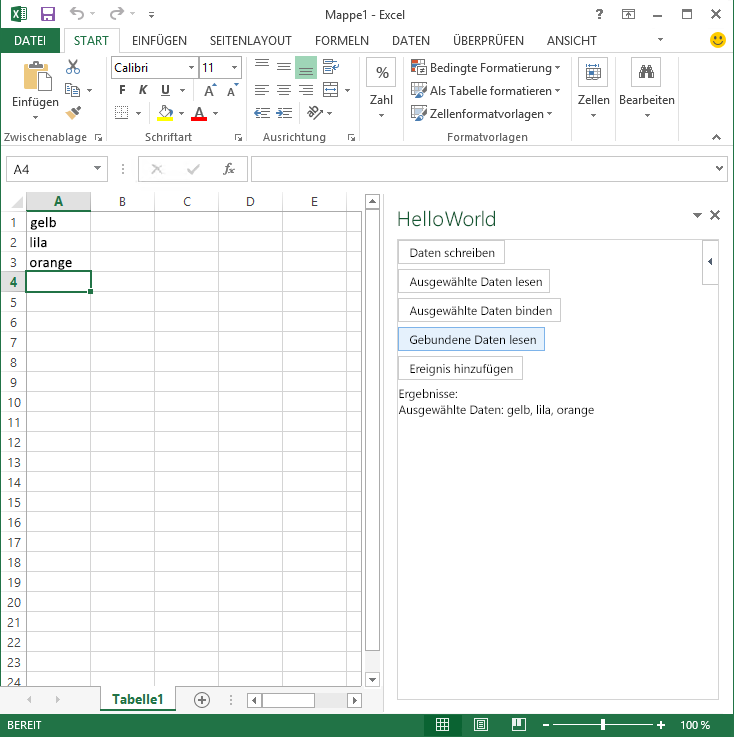 Mappe1 - Excel
?
DATEI START EINFÜGEN SEITENLAYOUT FORMELN DATEN ÜBERPRÜFEN ANSICHT
Einfügen
Calibri 11
F K U A A
A
%
Zahl
Bedingte Formatierung
Als Tabelle formatieren
Zellenformatvorlagen
Zellen
Bearbeiten
Zwischenablage Schriftart Ausrichtung Formatvorlagen
A4 fx
A B C D E
1 gelb
2 lila
3 orange
4
5
6
7
8
9
10
11
12
13
14
15
16
17
18
19
20
21
22
23
24
HelloWorld
Daten schreiben
Ausgewählte Daten lesen
Ausgewählte Daten binden
Gebundene Daten lesen
Ereignis hinzufügen
Ergebnisse:
Ausgewählte Daten: gelb, lila, orange
Tabelle1
BEREIT 100 %